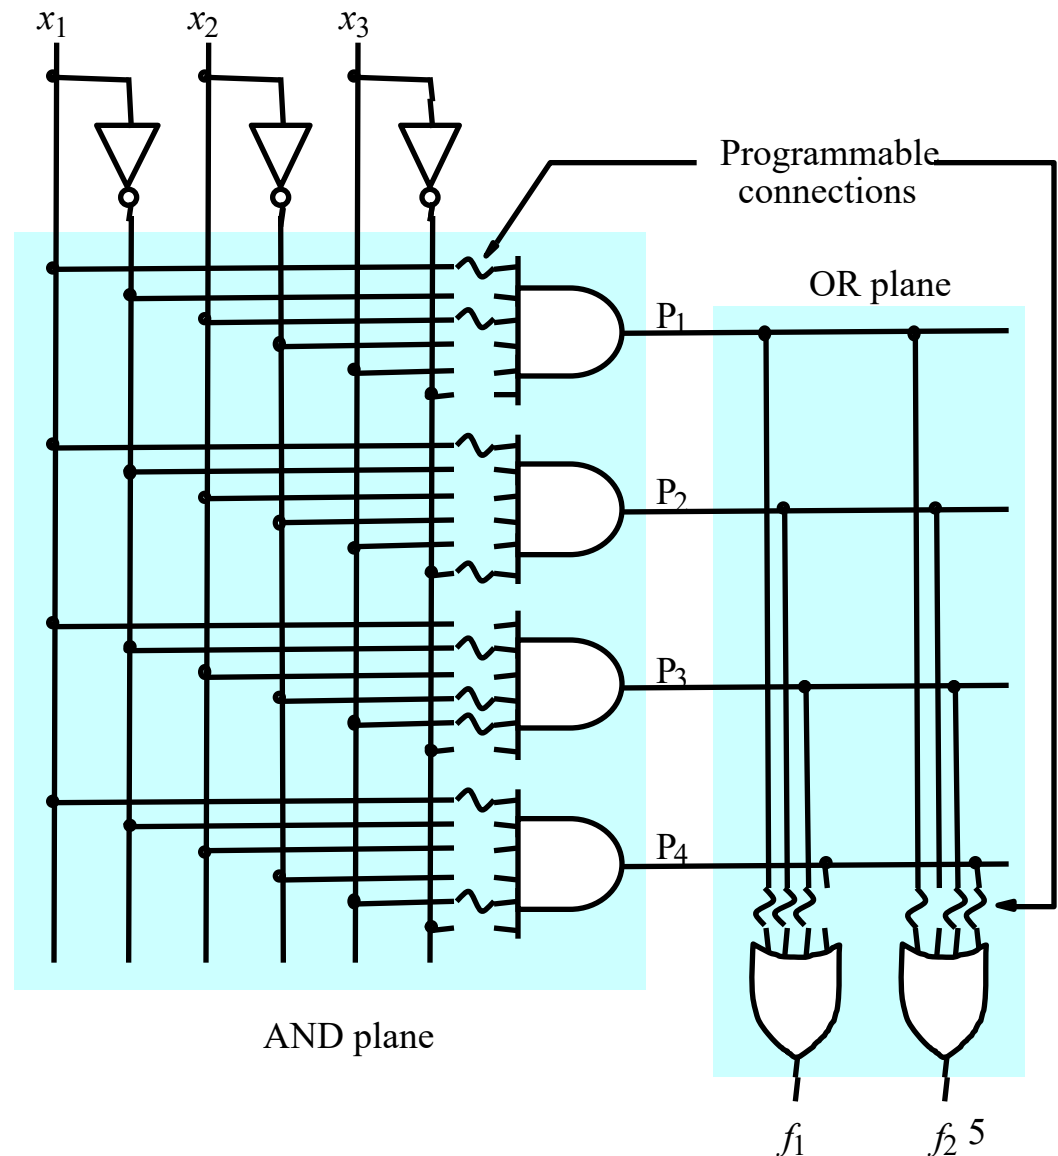 x1 x2 x3
Programmable
connections
OR plane
P1
P2
P3
P4
AND plane
f1 f2 5